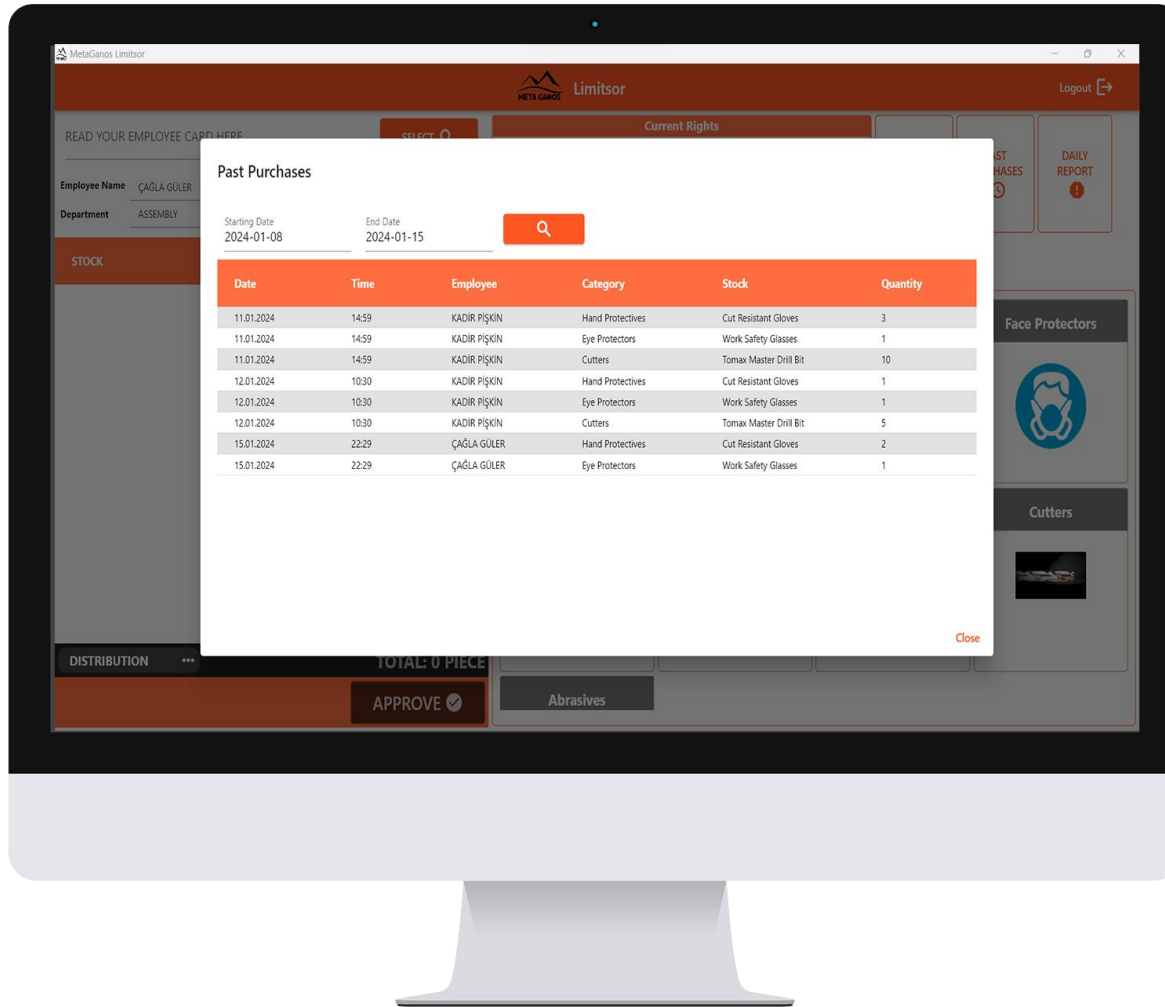 MetaGanos Limitsor
META GANOS
Limitsor
Logout
READ YOUR EMPLOYEE CARD HERE
SELECT
Current Rights
DAILY
REPORT
Employee Name ÇAĞLA GÜLER
Department ASSEMBLY
STOCK
Past Purchases
Starting Date End Date
2024-01-08 2024-01-15
Date Time Employee Category Stock Quantity
11.01.2024 14:59 KADİR PİŞKİN Hand Protectives Cut Resistant Gloves 3
11.01.2024 14:59 KADİR PİŞKİN Eye Protectors Work Safety Glasses 1
11.01.2024 14:59 KADİR PİŞKİN Cutters Tomax Master Drill Bit 10
12.01.2024 10:30 KADİR PİŞKİN Hand Protectives Cut Resistant Gloves 1
12.01.2024 10:30 KADİR PİŞKİN Eye Protectors Work Safety Glasses 1
12.01.2024 10:30 KADİR PİŞKİN Cutters Tomax Master Drill Bit 5
15.01.2024 22:29 ÇAĞLA GÜLER Hand Protectives Cut Resistant Gloves 2
15.01.2024 22:29 ÇAĞLA GÜLER Eye Protectors Work Safety Glasses 1
Close
Face Protectors
Cutters
DISTRIBUTION
TOTAL: 0 PIECE
APPROVE
Abrasives